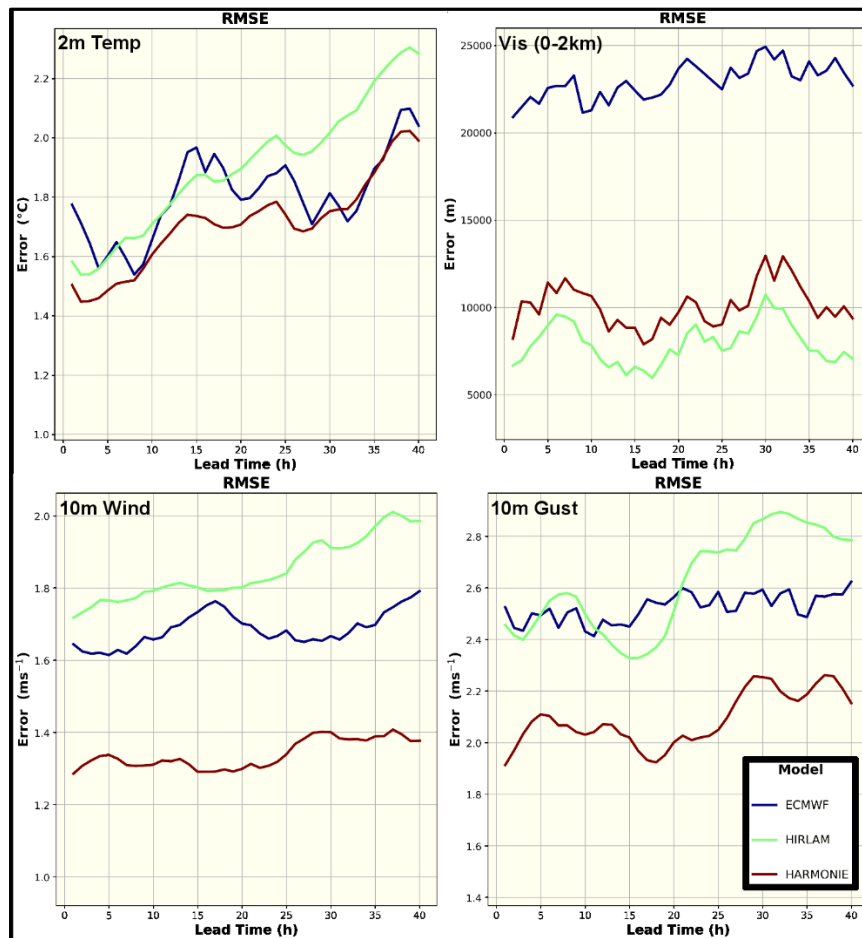 RMSE
2m Temp
2.2
2.0
1.8
1.6
1.4
1.2
1.0
Error (°C)
0 5 10 15 20 25 30 35 40
Lead Time (h)
RMSE
Vis (0-2km)
25000
20000
15000
10000
5000
Error (m)
0 5 10 15 20 25 30 35 40
Lead Time (h)
RMSE
10m Wind
2.0
1.8
1.6
1.4
1.2
1.0
Error (ms⁻¹)
0 5 10 15 20 25 30 35 40
Lead Time (h)
RMSE
10m Gust
2.8
2.6
2.4
2.2
2.0
1.8
1.6
1.4
Error (ms⁻¹)
0 5 10 15 20 25 30 35 40
Lead Time (h)
Model
ECMWF
HIRLAM
HARMONIE